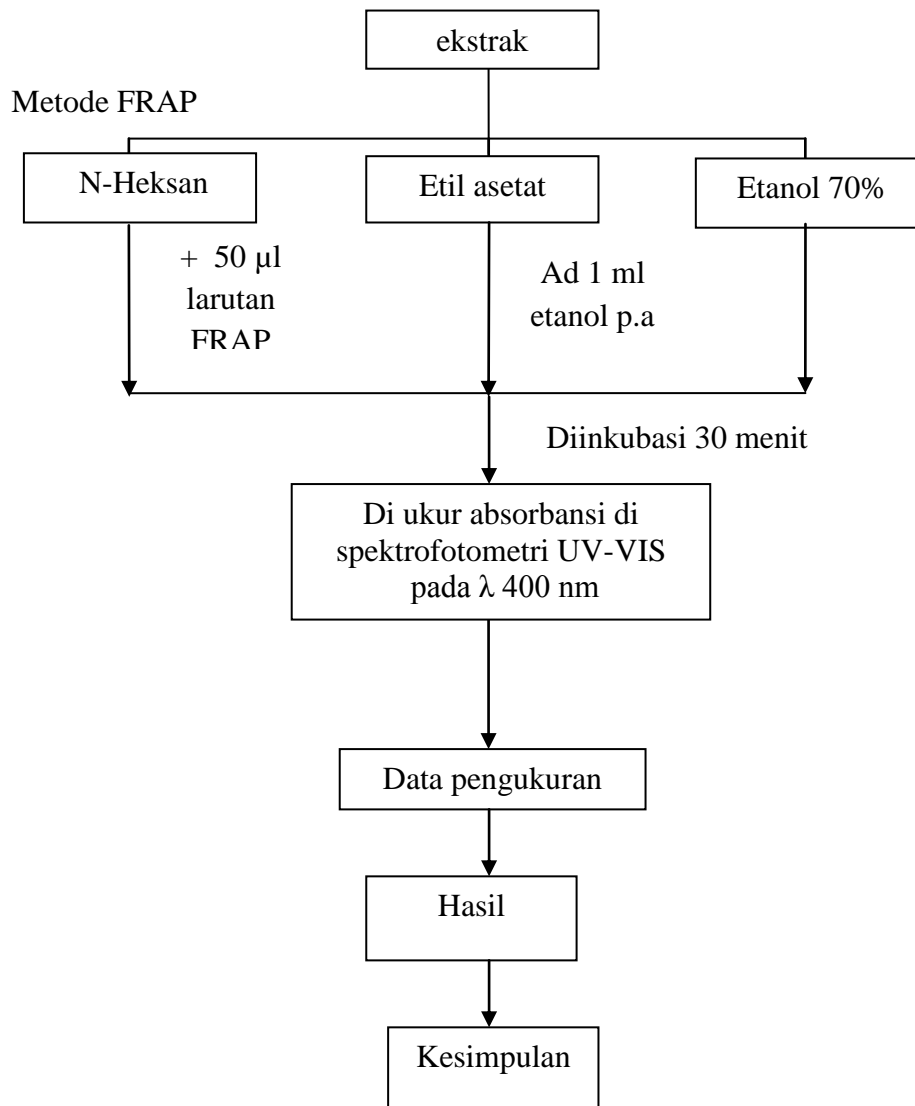 ekstrak
Metode FRAP
N-Heksan
Etil asetat
Etanol 70%
+ 50 µl
larutan
FRAP
Ad 1 ml
etanol p.a
Diinkubasi 30 menit
Di ukur absorbansi di
spektrofotometri UV-VIS
pada λ 400 nm
Data pengukuran
Hasil
Kesimpulan